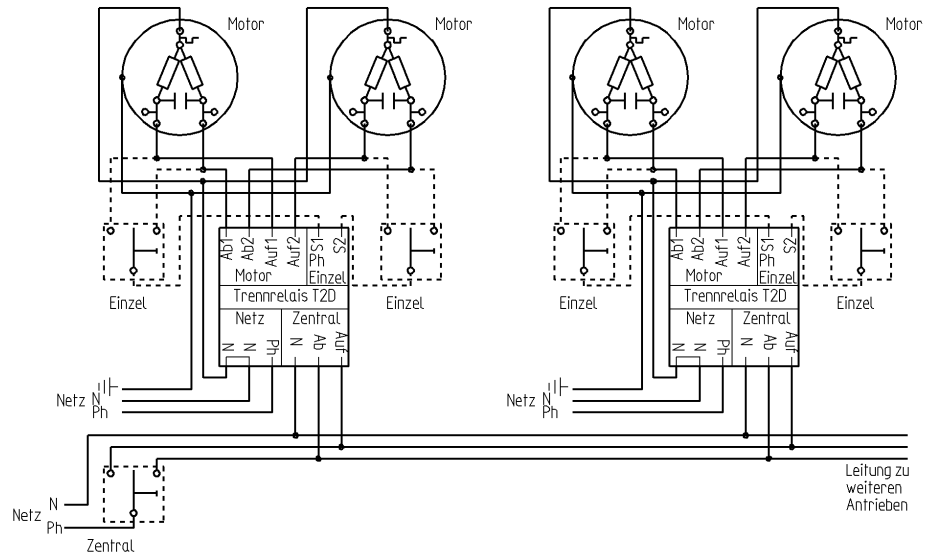 Motor
Motor
Motor
Motor
Ab1
Ab2
Auf1
Auf2
S1
Ph
S2
Motor
Einzel
Trennrelais T2D
Netz
Zentral
N
N
Ph
N
Ab
Auf
Einzel
Einzel
Ab1
Ab2
Auf1
Auf2
S1
Ph
S2
Motor
Einzel
Trennrelais T2D
Netz
Zentral
N
N
Ph
N
Ab
Auf
Einzel
Einzel
Netz
N
Ph
Netz
N
Ph
Leitung zu
weiteren
Antrieben
Netz
N
Ph
Zentral